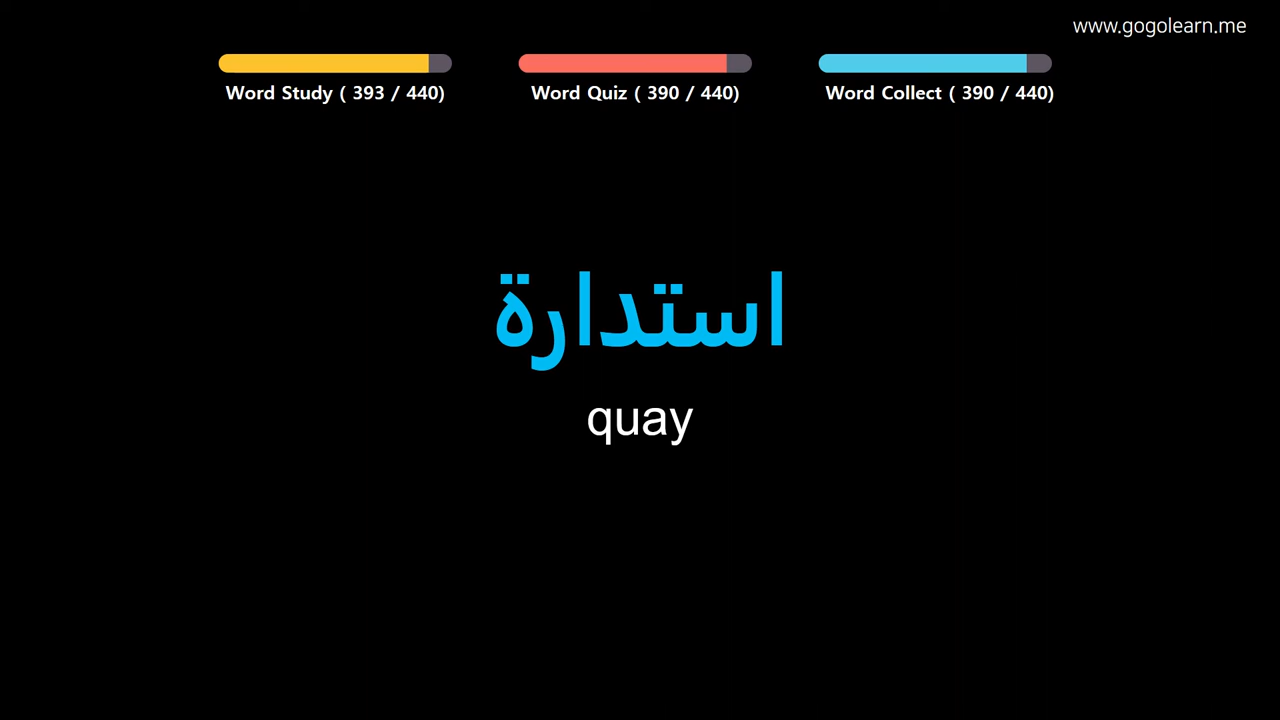 www.gogolearn.me
Word Study ( 393 / 440)
Word Quiz ( 390 / 440)
Word Collect ( 390 / 440)
استدارة
quay